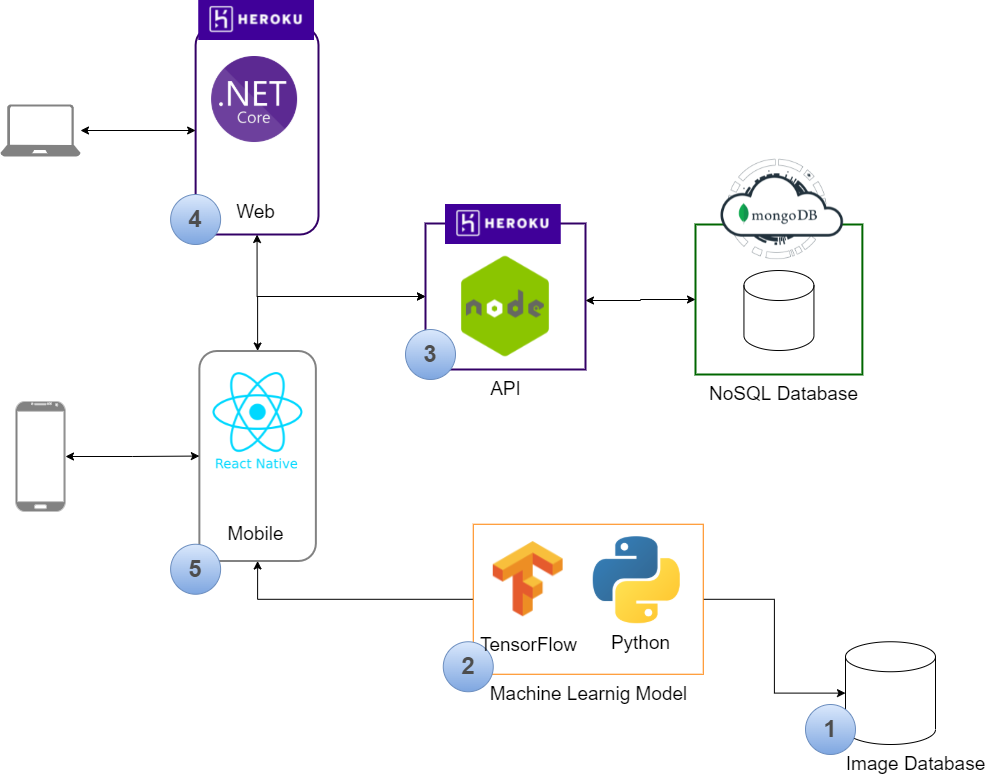 HEROKU
.NET
Core
4
Web
HEROKU
node
3
API
mongoDB
NoSQL Database
React Native
Mobile
5
TensorFlow
Python
2
Machine Learnig Model
1
Image Database